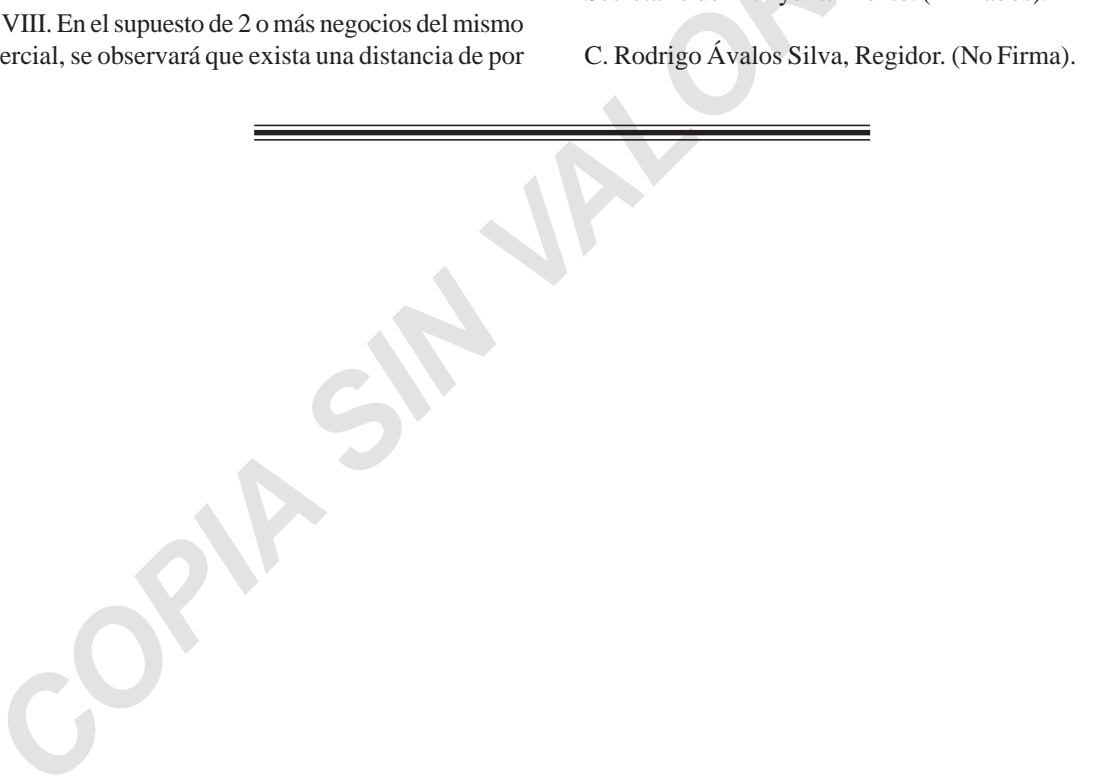 VIII. En el supuesto de 2 o más negocios del mismo
se observará que exista una distancia de por
C. Rodrigo Ávalos Silva, Regidor. (No Firma).
COPIA SIN VALOR